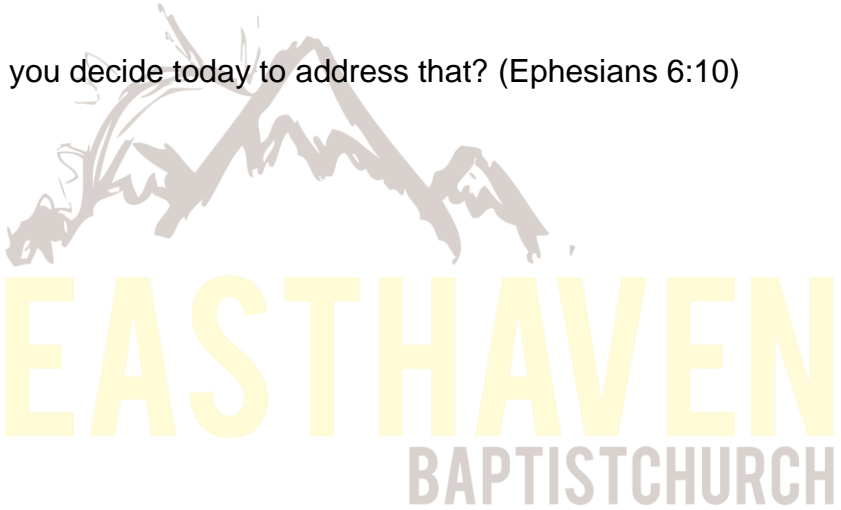 you decide today to address that? (Ephesians 6:10)
EASTHAVEN
BAPTISTCHURCH